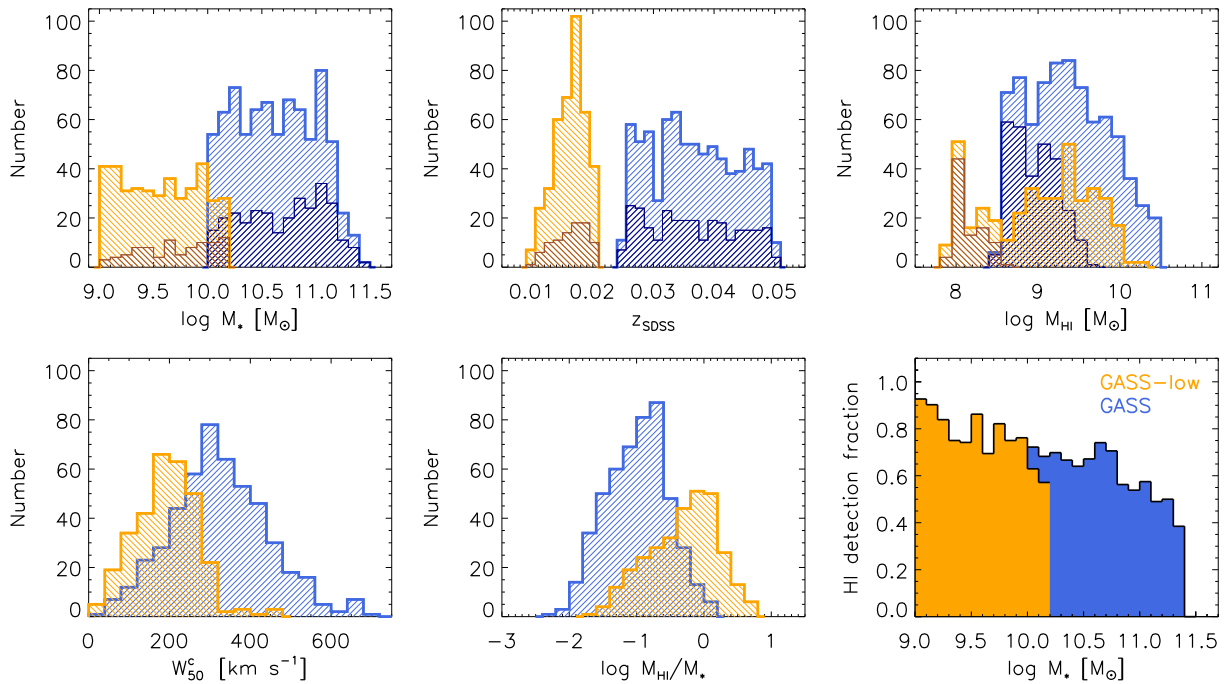 Number
100
80
60
40
20
0
9.0 9.5 10.0 10.5 11.0 11.5
log M* [M⊙]
Number
100
80
60
40
20
0
0.01 0.02 0.03 0.04 0.05
zSDSS
Number
100
80
60
40
20
0
8 9 10 11
log MHI [M⊙]
Number
100
80
60
40
20
0
0 200 400 600
W50c [km s−1]
Number
100
80
60
40
20
0
−3 −2 −1 0 1
log MHI/M*
HI detection fraction
1.0
0.8
0.6
0.4
0.2
0.0
GASS−low
GASS
9.0 9.5 10.0 10.5 11.0 11.5
log M* [M⊙]